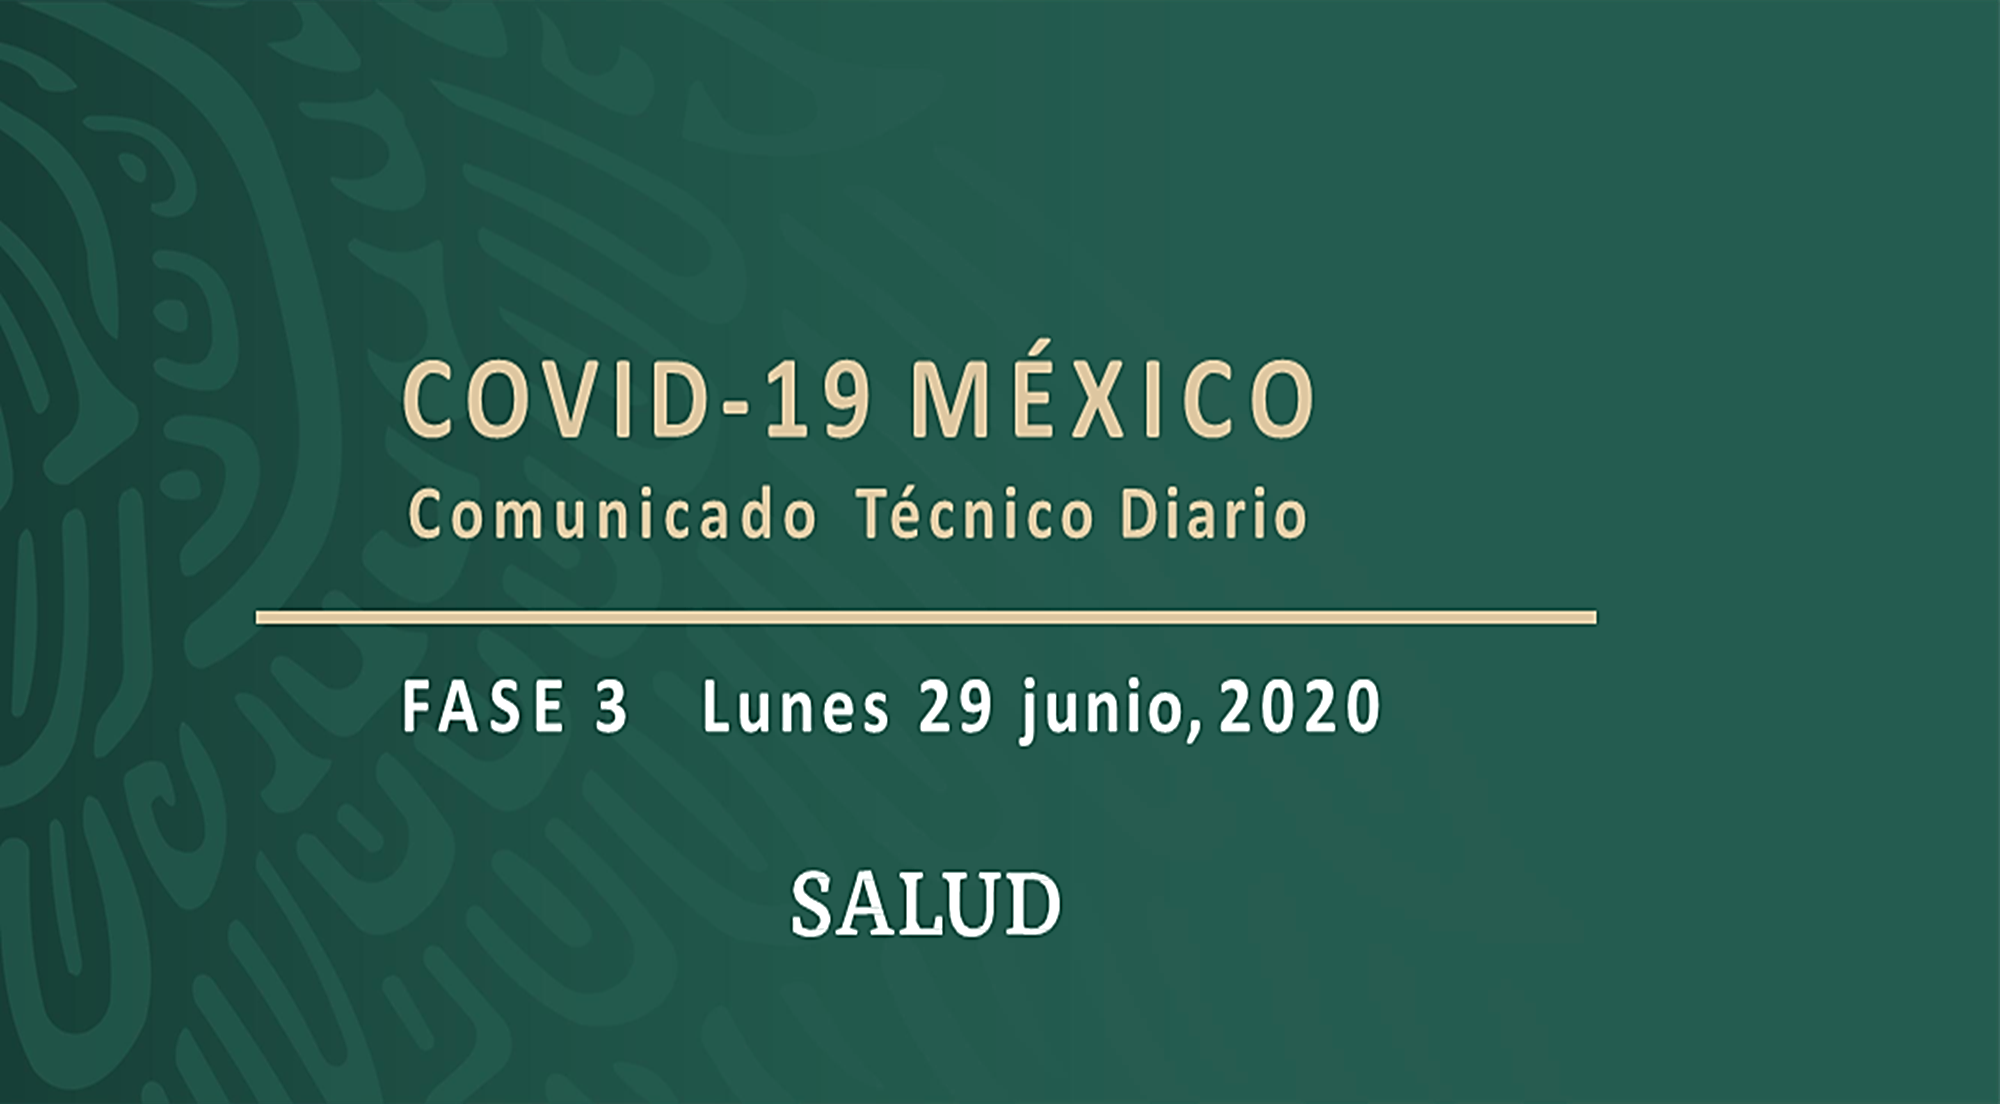 COVID-19 MÉXICO
Comunicado Técnico Diario
FASE 3 Lunes 29 junio, 2020
SALUD